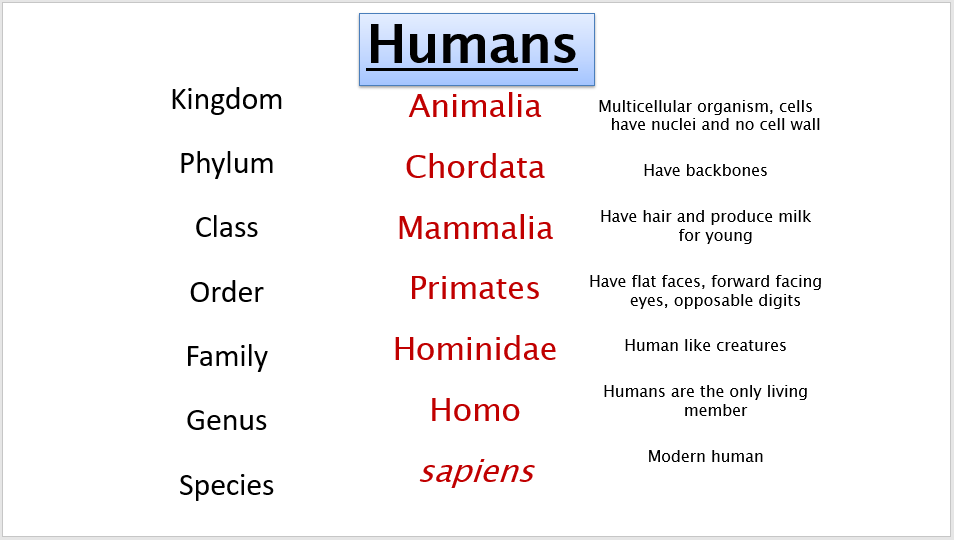 Humans
Kingdom
Animalia
Multicellular organism, cells
have nuclei and no cell wall
Phylum
Chordata
Have backbones
Class
Mammalia
Have hair and produce milk
for young
Order
Primates
Have flat faces, forward facing
eyes, opposable digits
Family
Hominidae
Human like creatures
Genus
Homo
Humans are the only living
member
Species
sapiens
Modern human